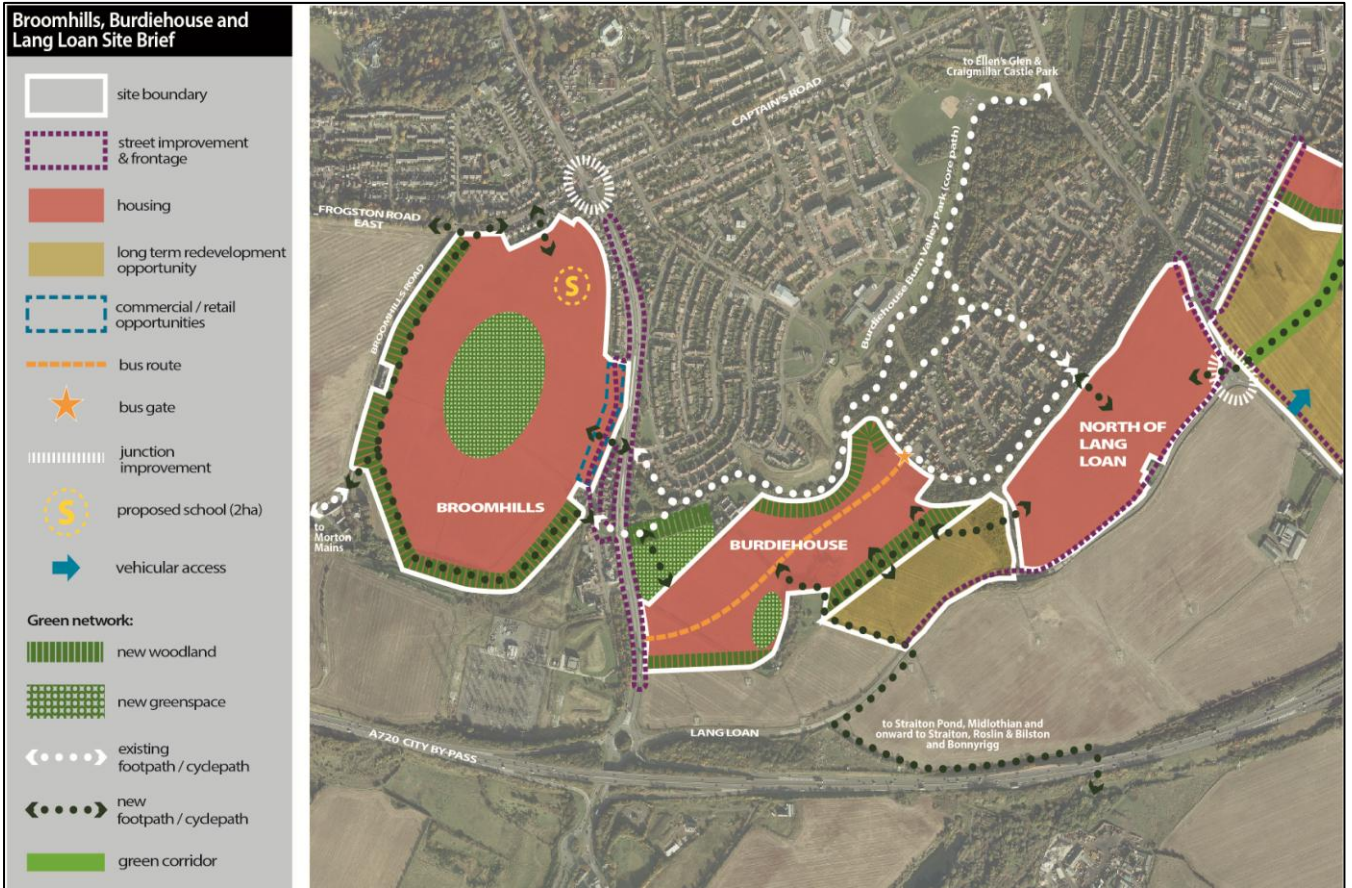 Broomhills, Burdiehouse and
Lang Loan Site Brief
site boundary
street improvement
& frontage
housing
long term redevelopment
opportunity
commercial / retail
opportunities
bus route
bus gate
junction
improvement
S
proposed school (2ha)
vehicular access
Green network:
new woodland
new greenspace
existing
footpath / cyclepath
new
footpath / cyclepath
green corridor
to Ellen's Glen &
Craigmillar Castle Park
CAPTAIN'S ROAD
Burdiehouse Burn Valley Park (core path)
FROGSTON ROAD
EAST
BROOMHILLS ROAD
S
NORTH OF
LANG
LOAN
BROOMHILLS
to
Morton
Mains
BURDIEHOUSE
to Straiton Pond, Midlothian and
onward to Straiton, Roslin & Bilston
and Bonnyrigg
LANG LOAN
A720 CITY BY-PASS